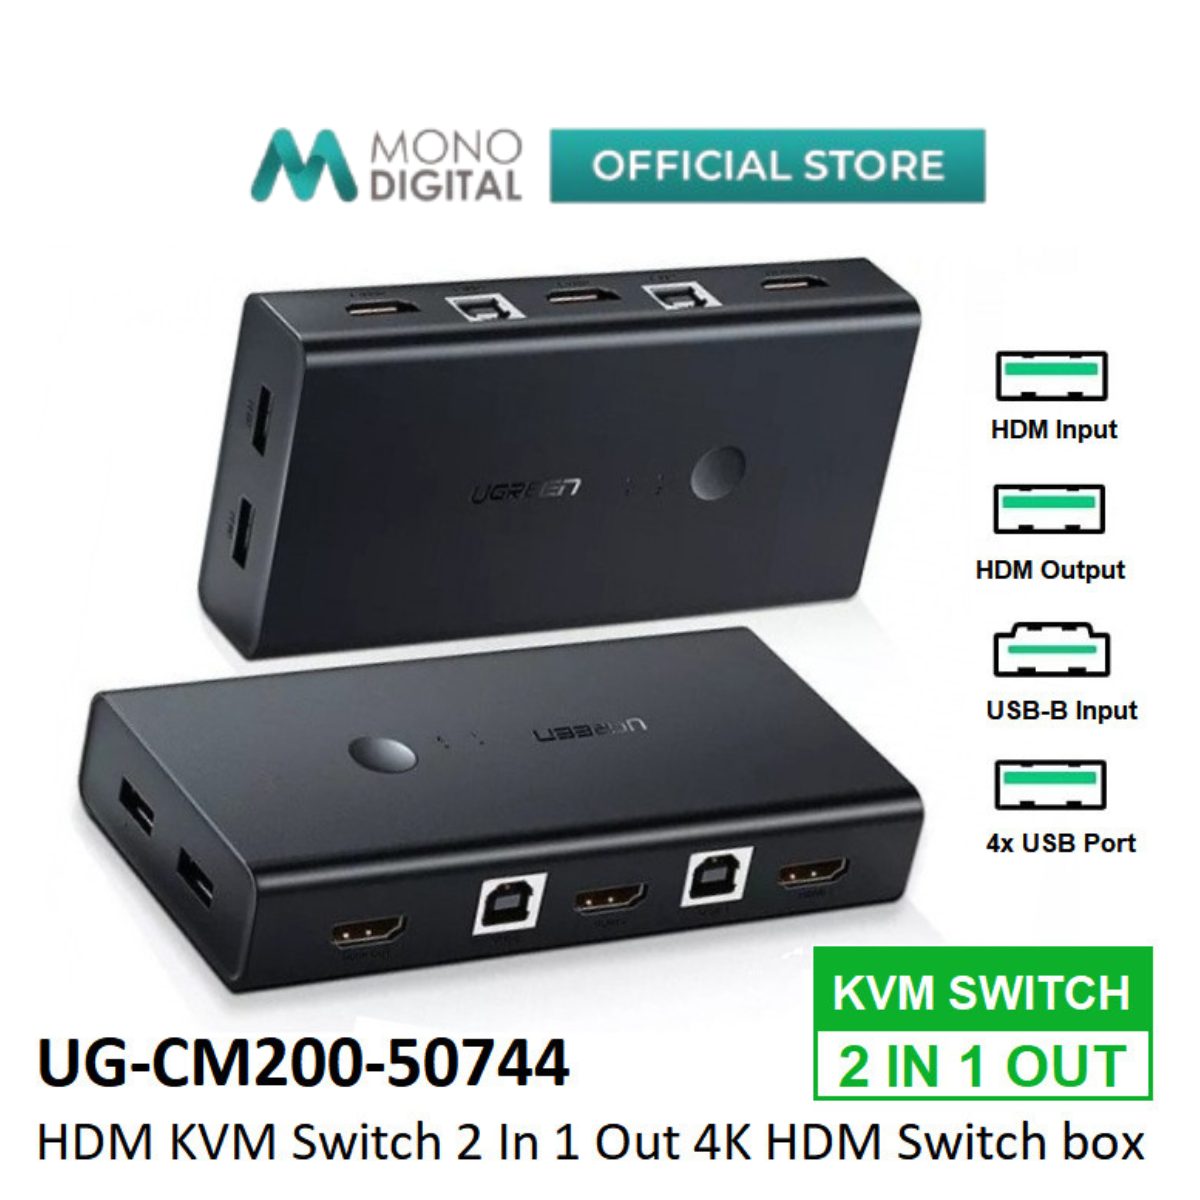 MONO
DIGITAL
OFFICIAL STORE
UGREEN
HDM Input
HDM Output
USB-B Input
4x USB Port
UGREEN
KVM SWITCH
2 IN 1 OUT
UG-CM200-50744
HDM KVM Switch 2 In 1 Out 4K HDM Switch box